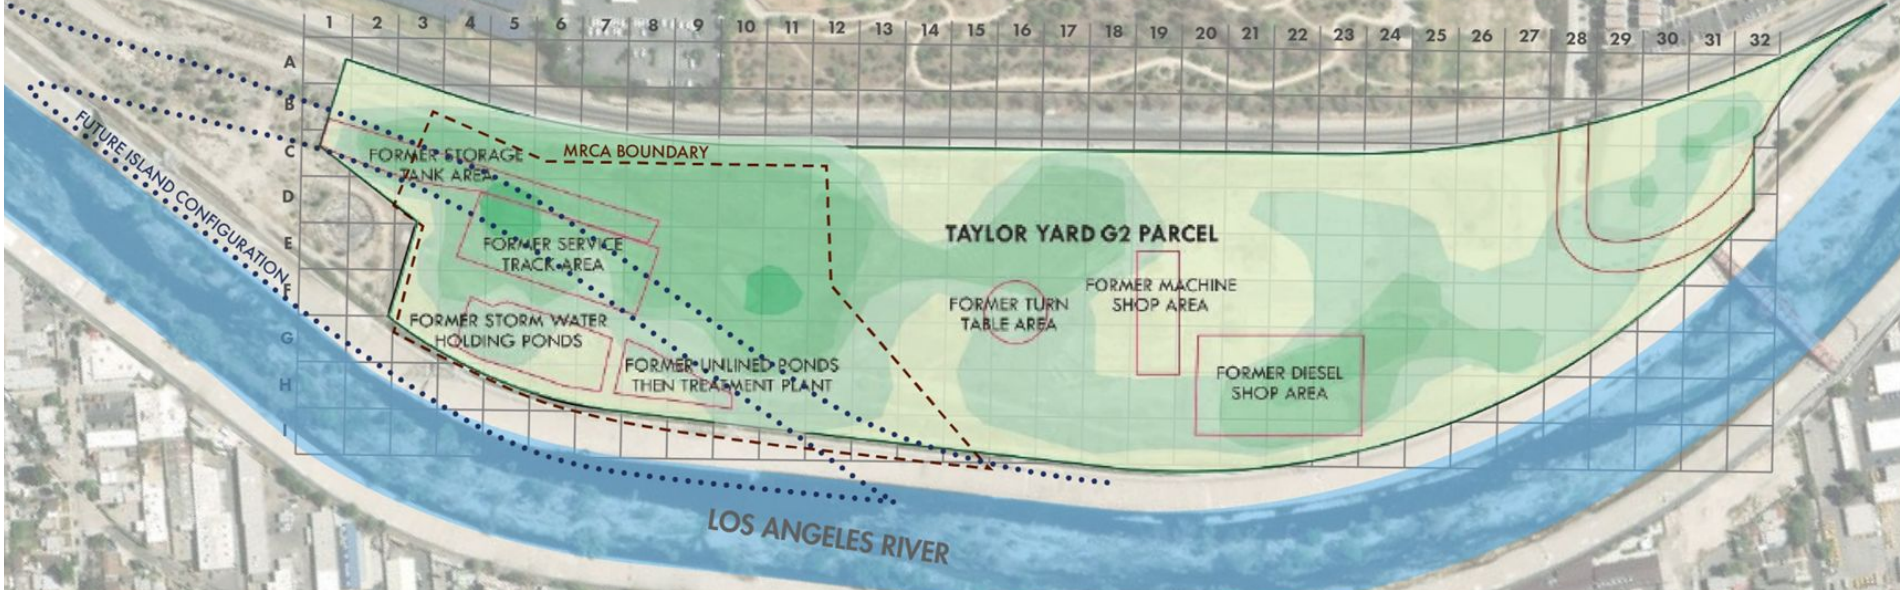 1 2 3 4 5 6 7 8 9 10 11 12 13 14 15 16 17 18 19 20 21 22 23 24 25 26 27 28 29 30 31 32
A
B
C
D
E
F
G
H
I
FUTURE ISLAND CONFIGURATION
FORMER STORAGE
TANK AREA
MRCA BOUNDARY
FORMER SERVICE
TRACK AREA
FORMER STORM WATER
HOLDING PONDS
FORMER UNLINED PONDS
THEN TREATMENT PLANT
TAYLOR YARD G2 PARCEL
FORMER TURN
TABLE AREA
FORMER MACHINE
SHOP AREA
FORMER DIESEL
SHOP AREA
LOS ANGELES RIVER